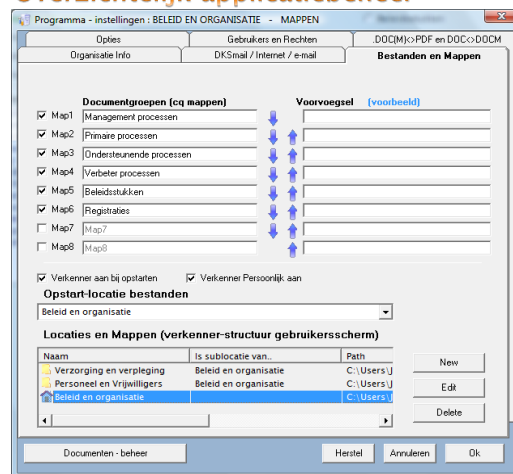 Overzichtelijk applicatiebeheer
Programma - instellingen : BELEID EN ORGANISATIE - MAPPEN
Opties
Gebruikers en Rechten
.DOC(M)<>PDF en DOC<>DOCM
Organisatie Info
DKSmail / Internet / e-mail
Bestanden en Mappen
Documentgroepen (cq mappen)
Voorvoegsel (voorbeeld)
Map1 Management processen
Map2 Primaire processen
Map3 Ondersteunende processen
Map4 Verbeter processen
Map5 Beleidsstukken
Map6 Registraties
Map7 Map7
Map8 Map8
Verkenner aan bij opstarten
Verkenner Persoonlijk aan
Opstart-locatie bestanden
Beleid en organisatie
Locaties en Mappen (verkenner-structuur gebruikersscherm)
Naam Is sublocatie van.. Path
Verzorging en verpleging Beleid en organisatie C:\Users\J
Personeel en Vrijwilligers Beleid en organisatie C:\Users\J
Beleid en organisatie C:\Users\J
New
Edit
Delete
Documenten - beheer
Herstel
Annuleren
Ok